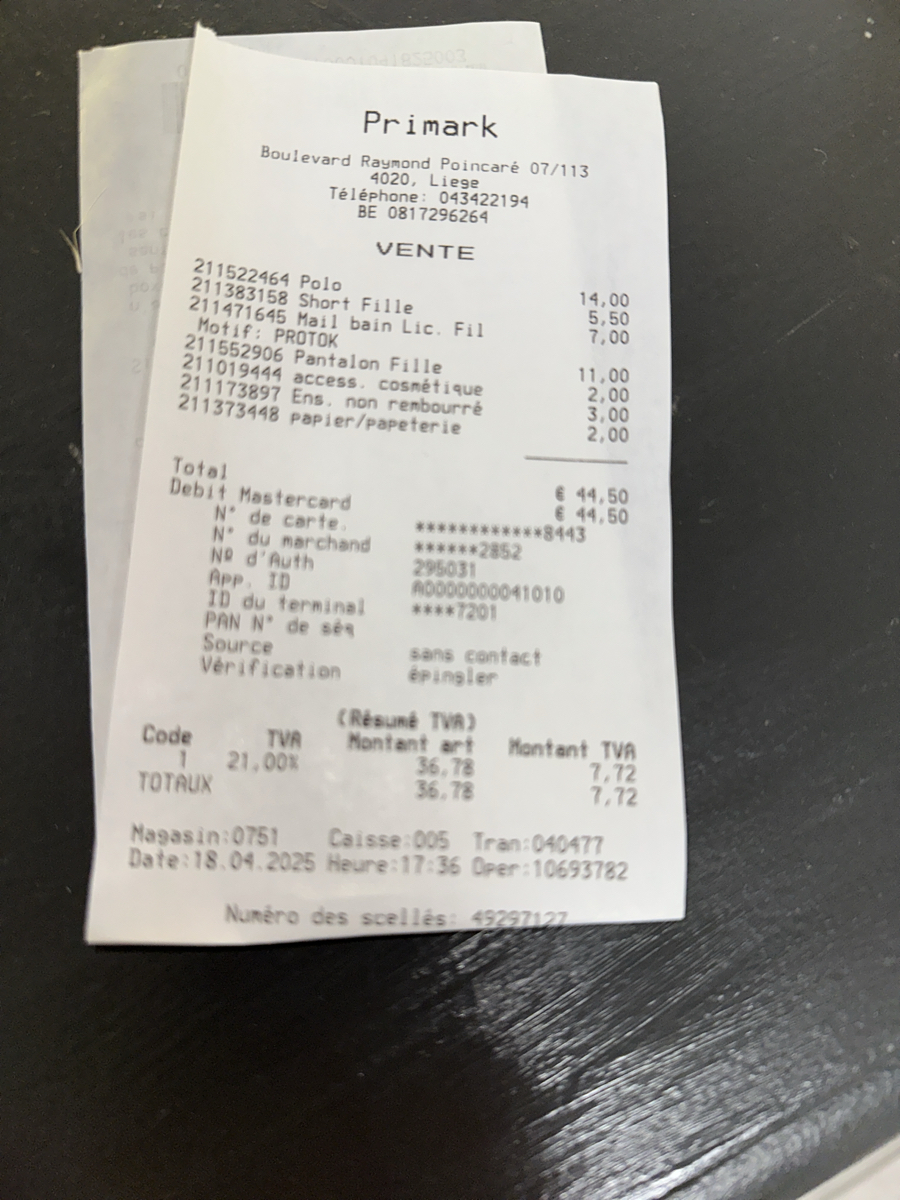 Primark
Boulevard Raymond Poincaré 07/113
4020, Liege
Téléphone: 043422194
BE 0817296264
VENTE
211522464 Polo 14,00
211383158 Short Fille 5,50
211471645 Mail bain Lic. Fil 7,00
Motif: PROTOK
211552906 Pantalon Fille 11,00
211019444 access. cosmétique 2,00
211173897 Ens. non rembourré 3,00
211373448 papier/papeterie 2,00
Total € 44,50
Debit Mastercard € 44,50
N° de carte. ************8443
N° du marchand ******2852
Nº d'Auth 295031
App. ID A0000000041010
ID du terminal ****7201
PAN N° de séq
Source sans contact
Vérification épingler
(Résumé TVA)
Code TVA Montant art Montant TVA
1 21,00% 36,78 7,72
TOTAUX 36,78 7,72
Magasin:0751 Caisse:005 Tran:040477
Date:18.04.2025 Heure:17:36 Oper:10693782
Numéro des scellés: 49297127